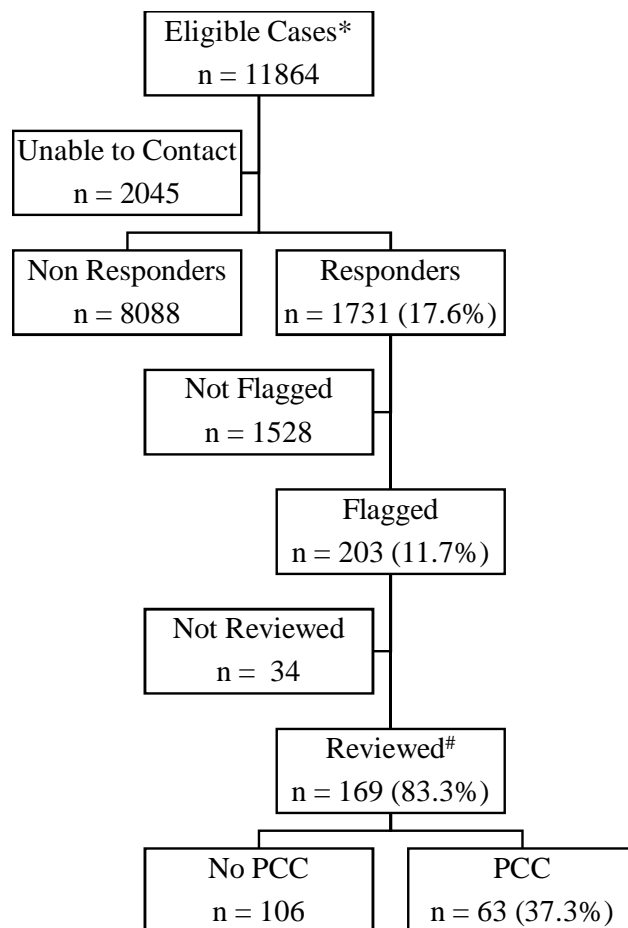 Eligible Cases*
n = 11864
Unable to Contact
n = 2045
Non Responders
n = 8088
Responders
n = 1731 (17.6%)
Not Flagged
n = 1528
Flagged
n = 203 (11.7%)
Not Reviewed
n =  34
Reviewed#
n = 169 (83.3%)
No PCC
n = 106
PCC
n = 63 (37.3%)